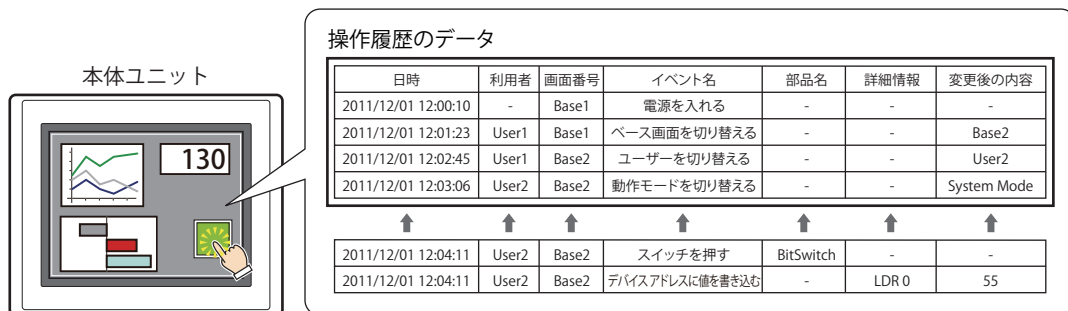 操作履歴のデータ
本体ユニット
130
日時 利用者 画面番号 イベント名 部品名 詳細情報 変更後の内容
2011/12/01 12:00:10 - Base1 電源を入れる - - -
2011/12/01 12:01:23 User1 Base1 ベース画面を切り替える - - Base2
2011/12/01 12:02:45 User1 Base2 ユーザーを切り替える - - User2
2011/12/01 12:03:06 User2 Base2 動作モードを切り替える - - System Mode
2011/12/01 12:04:11 User2 Base2 スイッチを押す BitSwitch - -
2011/12/01 12:04:11 User2 Base2 デバイスアドレスに値を書き込む - LDR 0 55